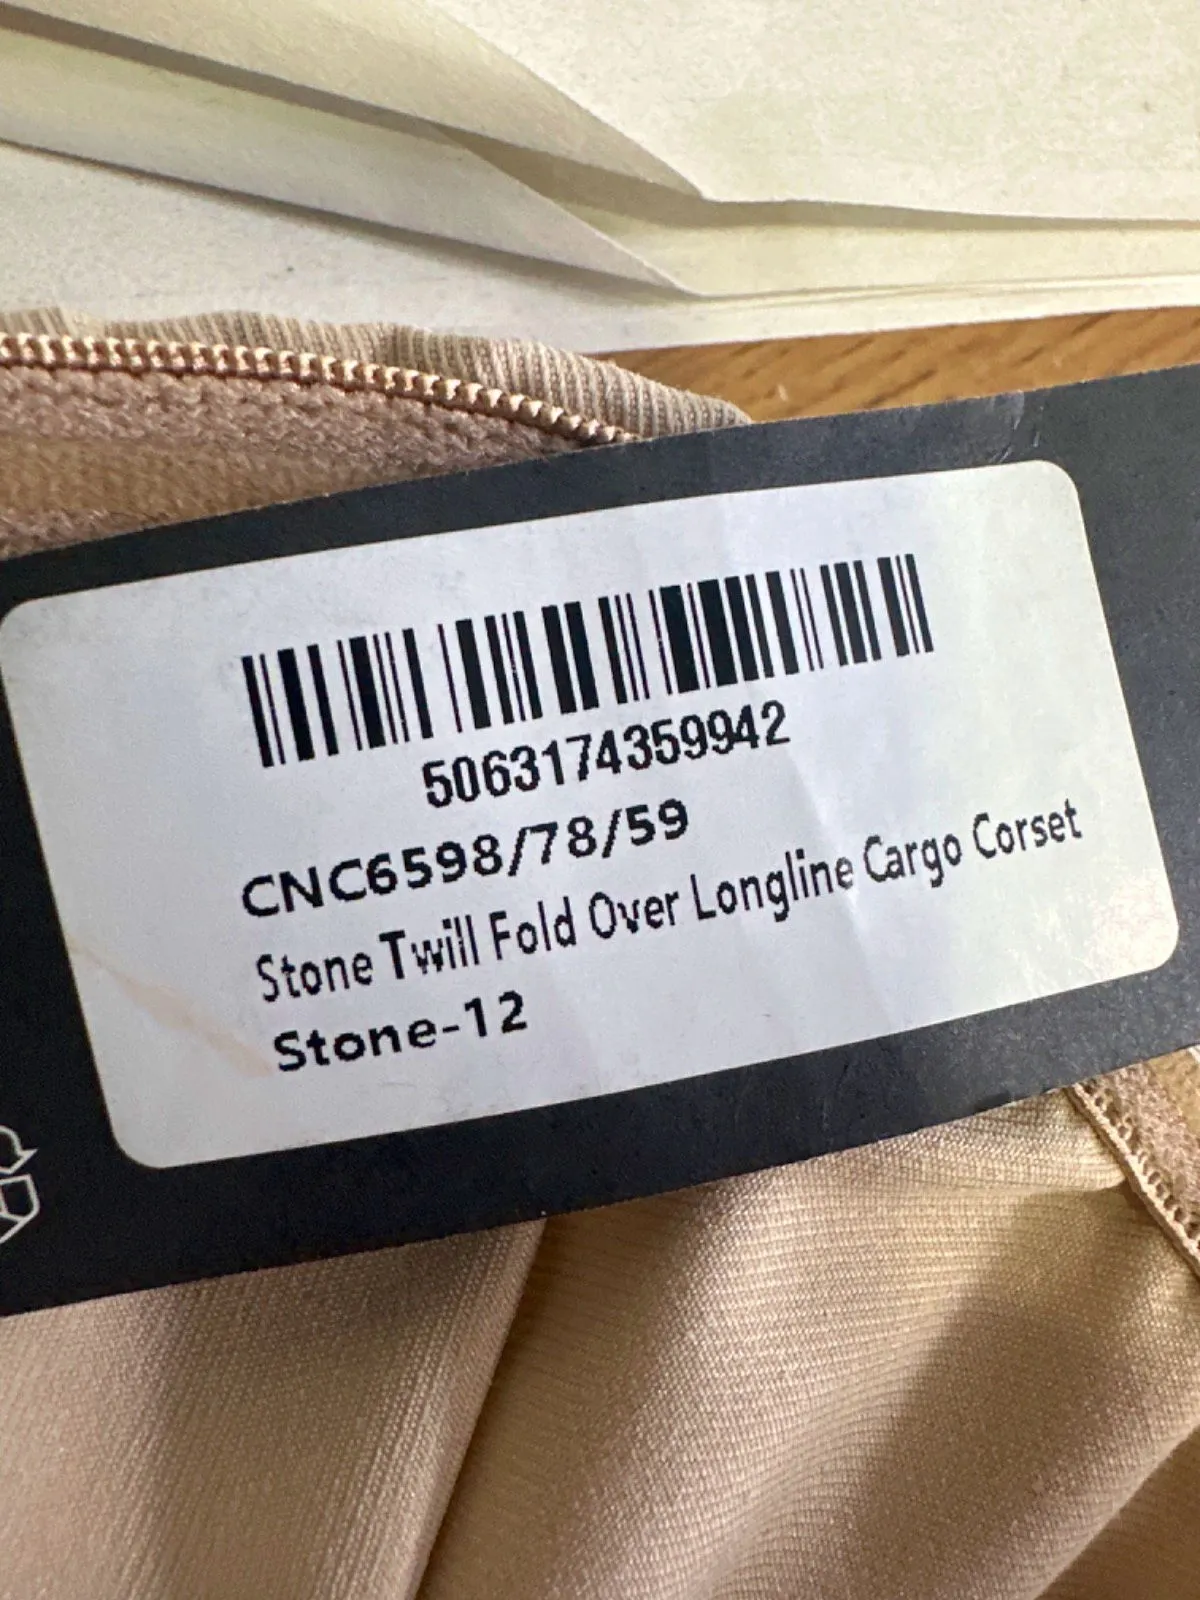 5063174359942
CNC6598/78/59
Stone Twill Fold Over Longline Cargo Corset
Stone-12